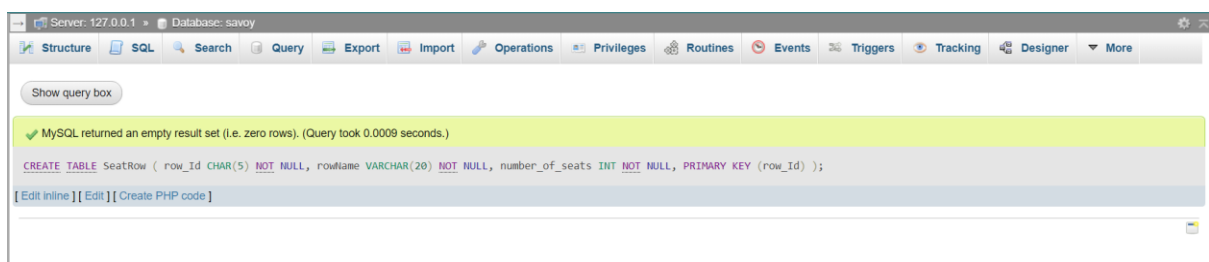 Server: 127.0.0.1 » Database: savoy
Structure SQL Search Query Export Import Operations Privileges Routines Events Triggers Tracking Designer More
Show query box
MySQL returned an empty result set (i.e. zero rows). (Query took 0.0009 seconds.)
CREATE TABLE SeatRow ( row_Id CHAR(5) NOT NULL, rowName VARCHAR(20) NOT NULL, number_of_seats INT NOT NULL, PRIMARY KEY (row_Id) );
[ Edit inline ] [ Edit ] [ Create PHP code ]